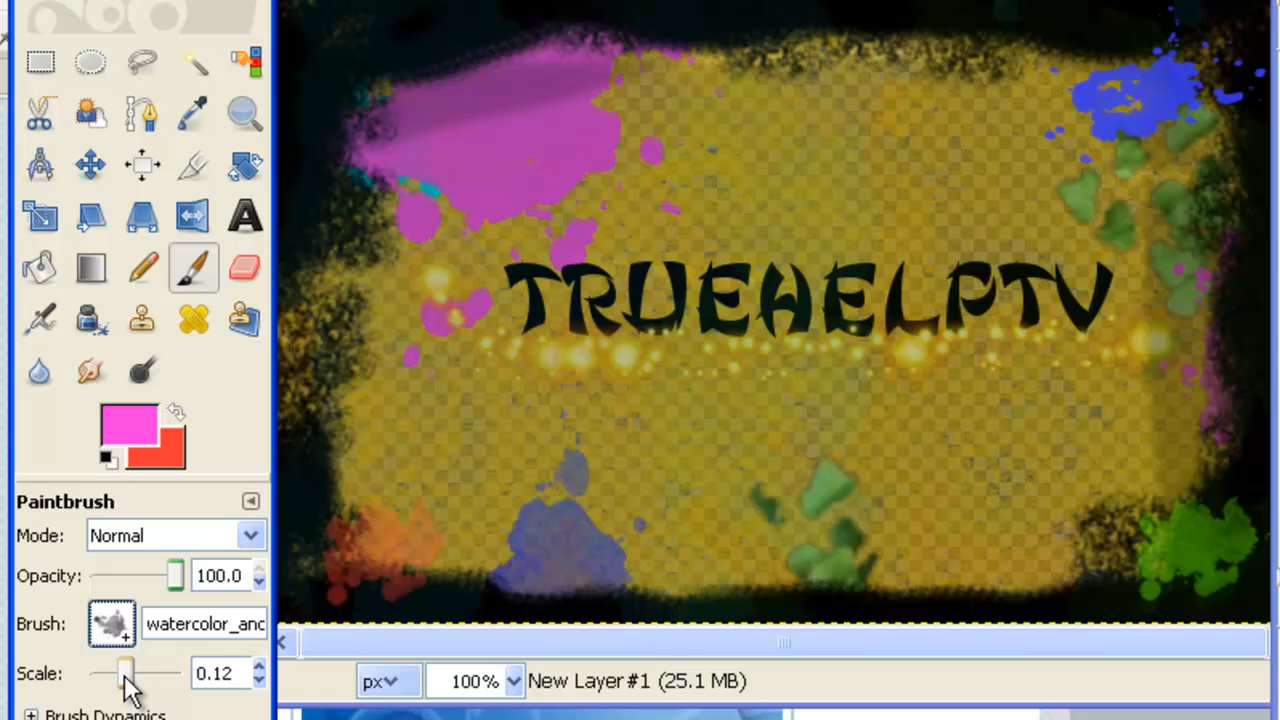 TRUEHELPTV
Paintbrush
Mode: Normal
Opacity: 100.0
Brush: watercolor_anc
Scale: 0.12
Brush Dynamics
px 100% New Layer#1 (25.1 MB)